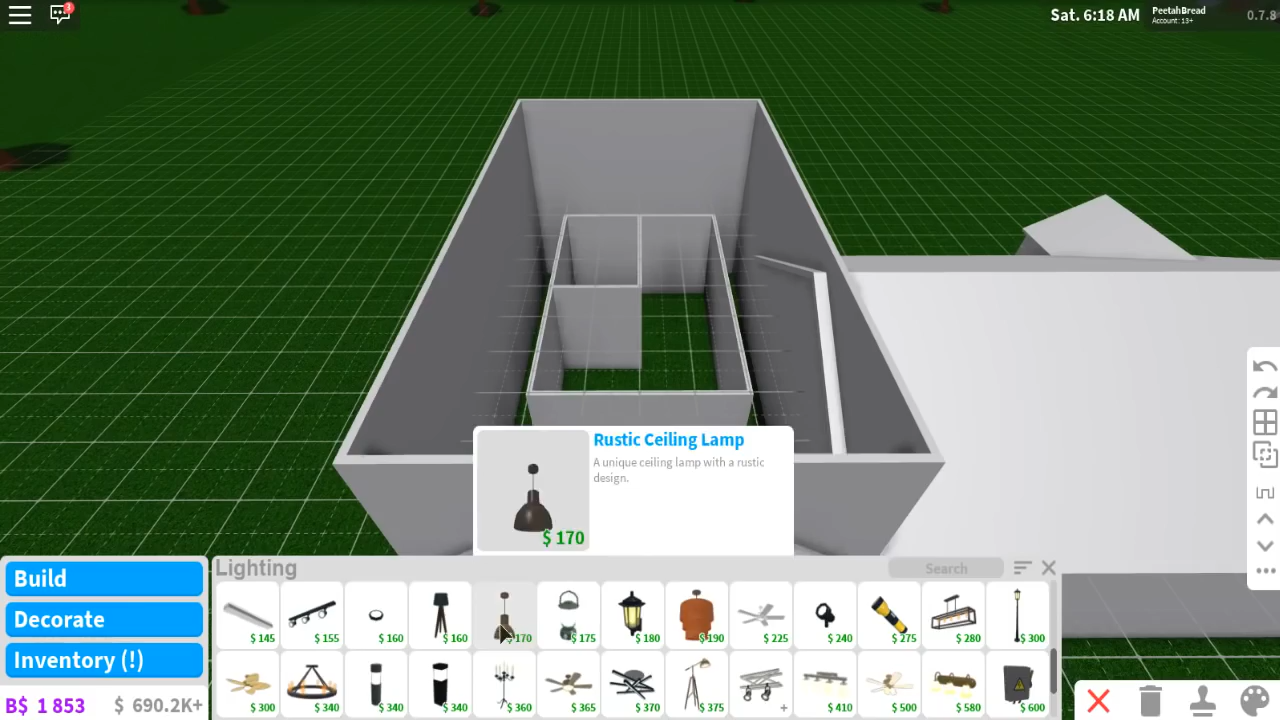 3
Sat. 6:18 AM
PeetahBread
Account: 13+
0.7.8
Rustic Ceiling Lamp
A unique ceiling lamp with a rustic
design.
$ 170
Build
Decorate
Inventory (!)
B$ 1 853 $ 690.2K+
Lighting
Search
$ 145 $ 155 $ 160 $ 160 $ 170 $ 175 $ 180 $ 190 $ 225 $ 240 $ 275 $ 280 $ 300
$ 300 $ 340 $ 340 $ 340 $ 360 $ 365 $ 370 $ 375 + $ 410 $ 500 $ 580 $ 600